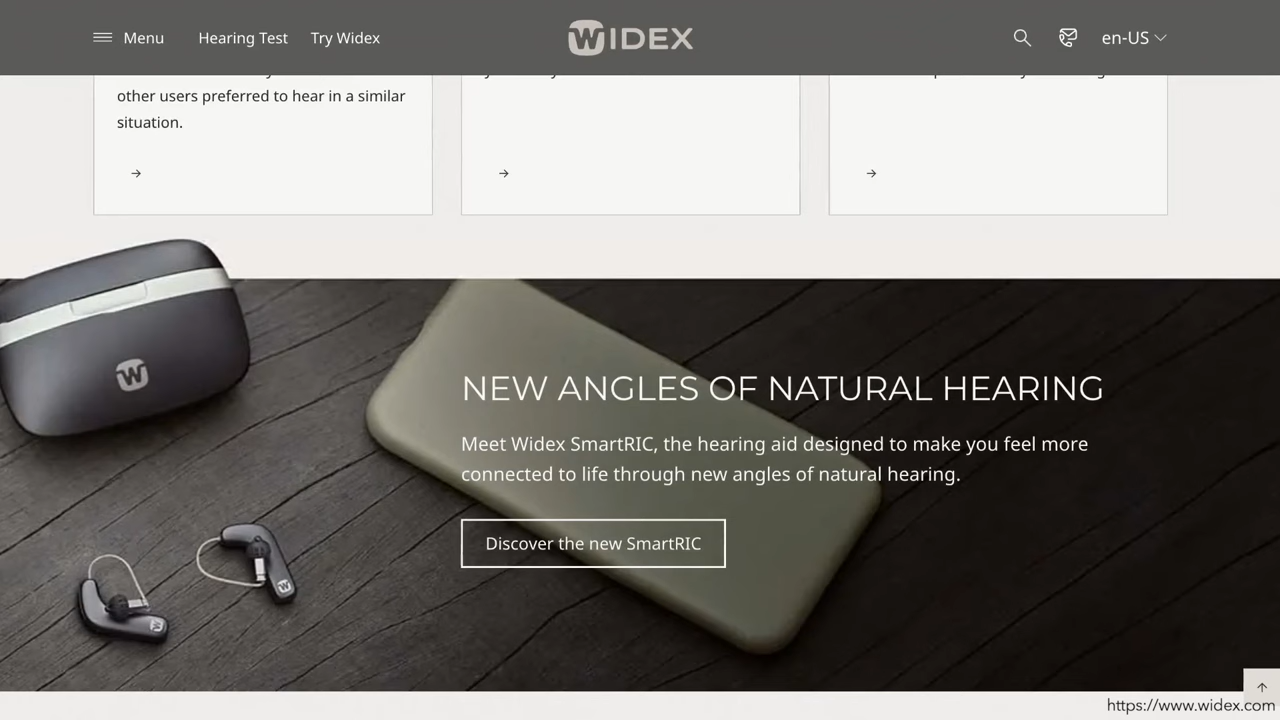 Menu
Hearing Test
Try Widex
WIDEX
en-US
other users preferred to hear in a similar
situation.
NEW ANGLES OF NATURAL HEARING
Meet Widex SmartRIC, the hearing aid designed to make you feel more
connected to life through new angles of natural hearing.
Discover the new SmartRIC
https://www.widex.com